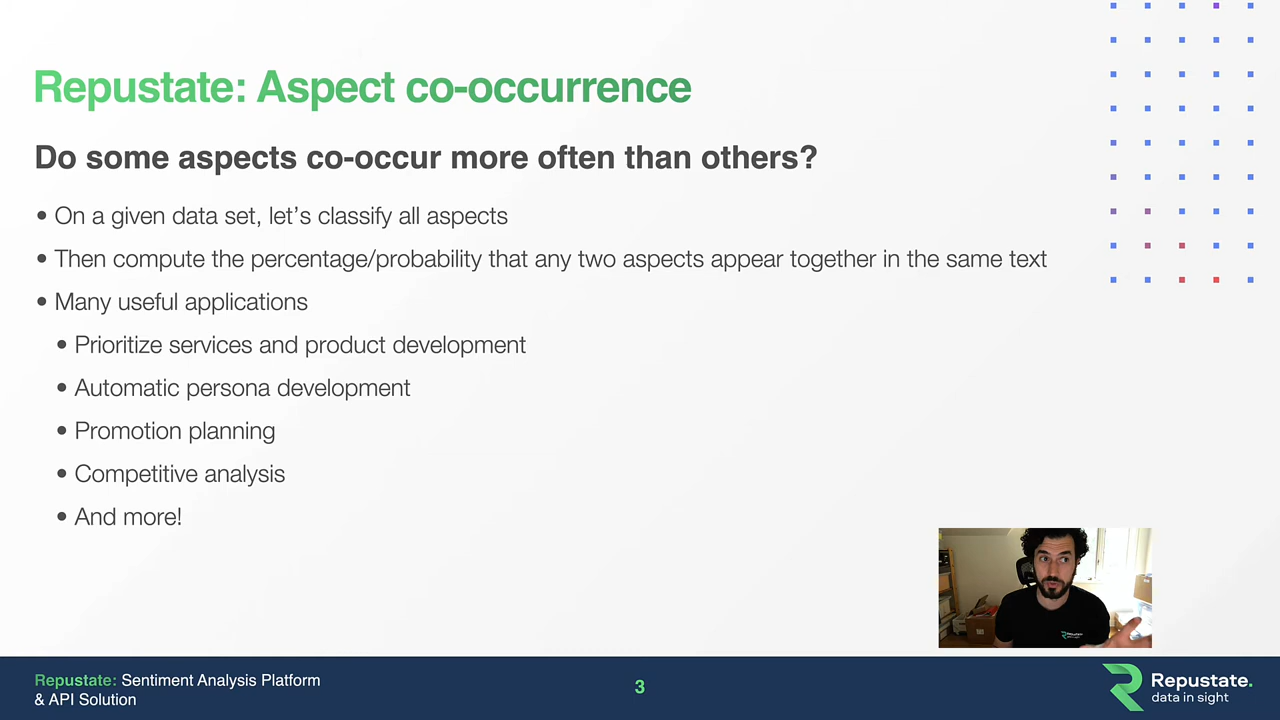 Repustate: Aspect co-occurrence
Do some aspects co-occur more often than others?
• On a given data set, let's classify all aspects
• Then compute the percentage/probability that any two aspects appear together in the same text
• Many useful applications
• Prioritize services and product development
• Automatic persona development
• Promotion planning
• Competitive analysis
• And more!
Repustate: Sentiment Analysis Platform
& API Solution
3
Repustate.
data in sight